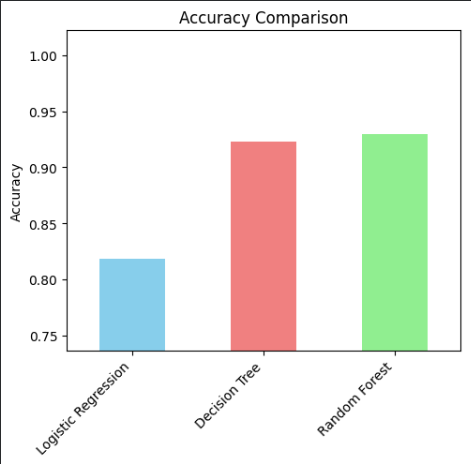 Accuracy Comparison
1.00
0.95
0.90
0.85
0.80
0.75
Accuracy
Logistic Regression
Decision Tree
Random Forest